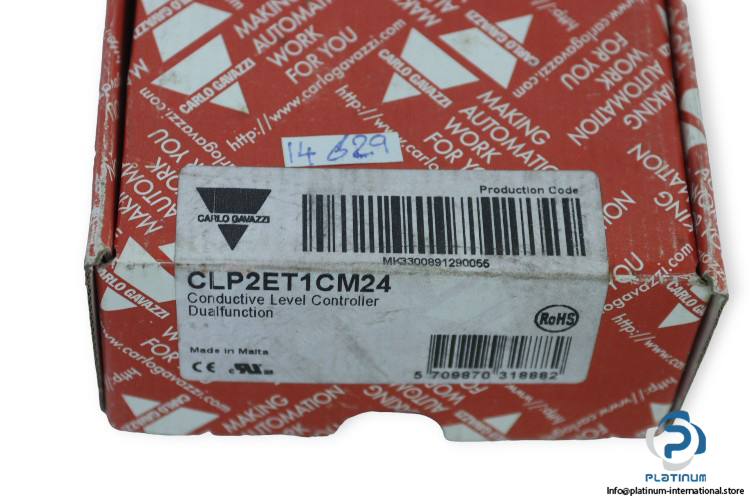 MAKING
AUTOMATION
WORK
FOR YOU
http://www.carlogavazzi.com
CARLO GAVAZZI
14 629
CARLO GAVAZZI
Production Code
MK3300891290056
CLP2ET1CM24
Conductive Level Controller
Dualfunction
RoHS
Made in Malta
CE
5 709870 318882
MAKING
AUTOMATION
WORK
FOR YOU
PLATINUM
Info@platinum-international.store